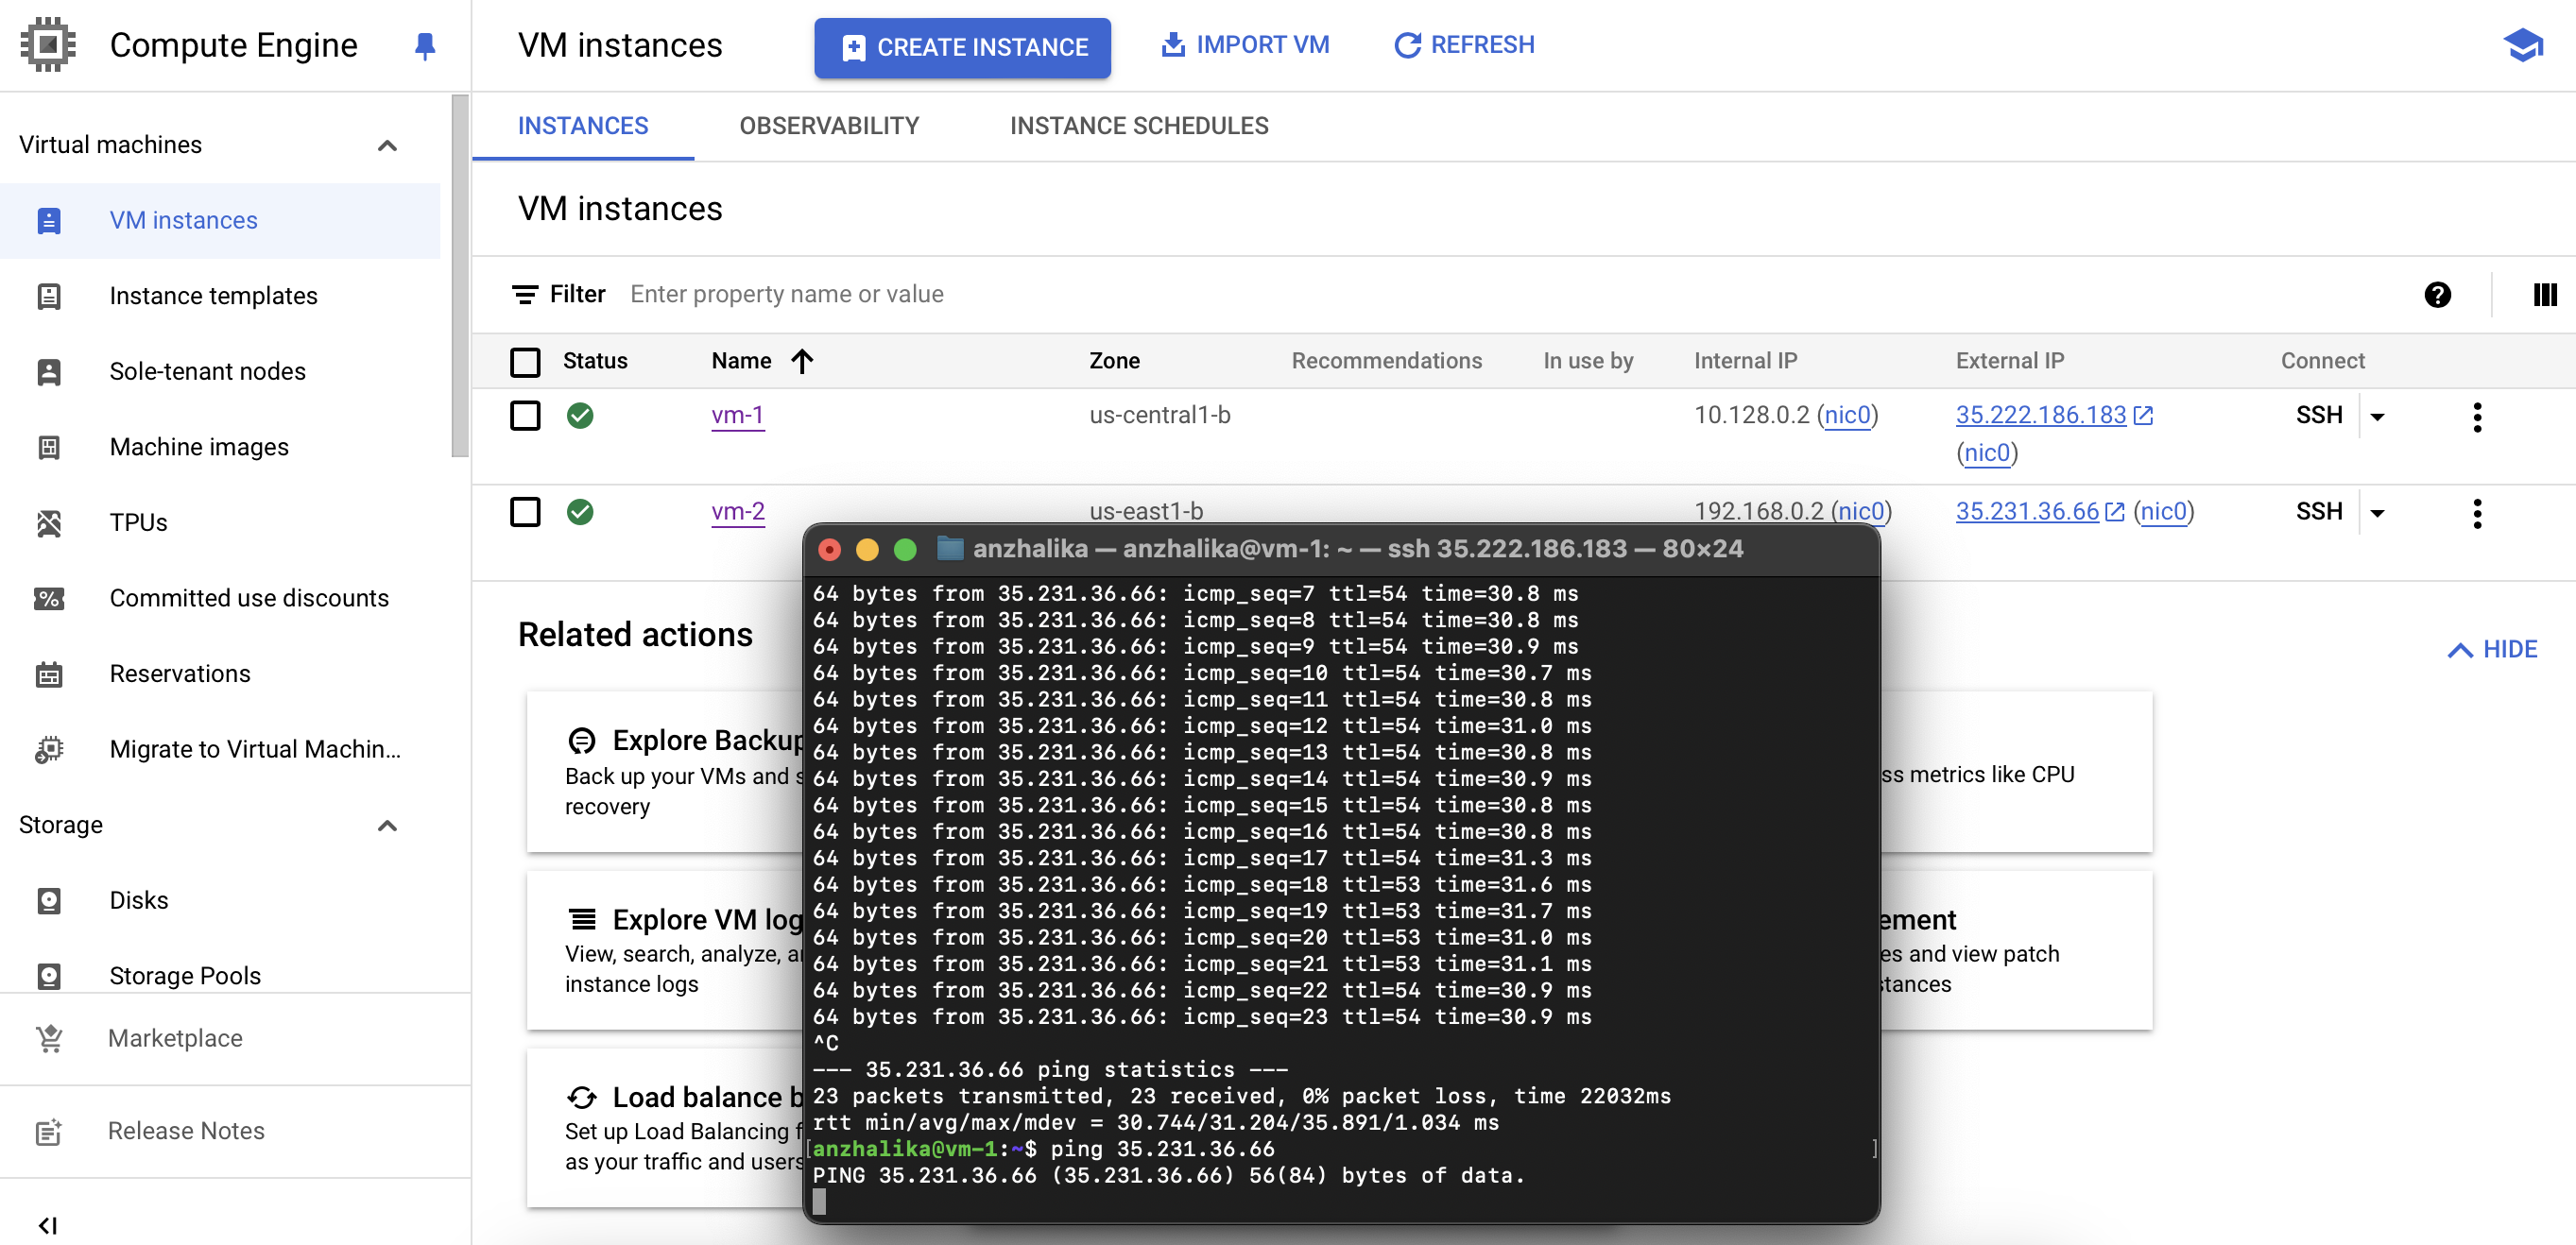 Compute Engine
VM instances
CREATE INSTANCE
IMPORT VM
REFRESH
Virtual machines
VM instances
Instance templates
Sole-tenant nodes
Machine images
TPUs
Committed use discounts
Reservations
Migrate to Virtual Machin...
Storage
Disks
Storage Pools
Marketplace
Release Notes
INSTANCES OBSERVABILITY INSTANCE SCHEDULES
VM instances
Filter Enter property name or value
Status Name Zone Recommendations In use by Internal IP External IP Connect
vm-1 us-central1-b 10.128.0.2 (nic0) 35.222.186.183 SSH
(nic0)
vm-2 us-east1-b 192.168.0.2 (nic0) 35.231.36.66 (nic0) SSH
Related actions
HIDE
Explore Backup
Back up your VMs and s
recovery
ss metrics like CPU
Explore VM log
View, search, analyze, a
instance logs
ement
es and view patch
stances
Load balance b
Set up Load Balancing f
as your traffic and users
anzhalika — anzhalika@vm-1: ~ — ssh 35.222.186.183 — 80×24
64 bytes from 35.231.36.66: icmp_seq=7 ttl=54 time=30.8 ms
64 bytes from 35.231.36.66: icmp_seq=8 ttl=54 time=30.8 ms
64 bytes from 35.231.36.66: icmp_seq=9 ttl=54 time=30.9 ms
64 bytes from 35.231.36.66: icmp_seq=10 ttl=54 time=30.7 ms
64 bytes from 35.231.36.66: icmp_seq=11 ttl=54 time=30.8 ms
64 bytes from 35.231.36.66: icmp_seq=12 ttl=54 time=31.0 ms
64 bytes from 35.231.36.66: icmp_seq=13 ttl=54 time=30.8 ms
64 bytes from 35.231.36.66: icmp_seq=14 ttl=54 time=30.9 ms
64 bytes from 35.231.36.66: icmp_seq=15 ttl=54 time=30.8 ms
64 bytes from 35.231.36.66: icmp_seq=16 ttl=54 time=30.8 ms
64 bytes from 35.231.36.66: icmp_seq=17 ttl=54 time=31.3 ms
64 bytes from 35.231.36.66: icmp_seq=18 ttl=53 time=31.6 ms
64 bytes from 35.231.36.66: icmp_seq=19 ttl=53 time=31.7 ms
64 bytes from 35.231.36.66: icmp_seq=20 ttl=53 time=31.0 ms
64 bytes from 35.231.36.66: icmp_seq=21 ttl=53 time=31.1 ms
64 bytes from 35.231.36.66: icmp_seq=22 ttl=54 time=30.9 ms
64 bytes from 35.231.36.66: icmp_seq=23 ttl=54 time=30.9 ms
^C
--- 35.231.36.66 ping statistics ---
23 packets transmitted, 23 received, 0% packet loss, time 22032ms
rtt min/avg/max/mdev = 30.744/31.204/35.891/1.034 ms
[anzhalika@vm-1:~$ ping 35.231.36.66 ]
PING 35.231.36.66 (35.231.36.66) 56(84) bytes of data.